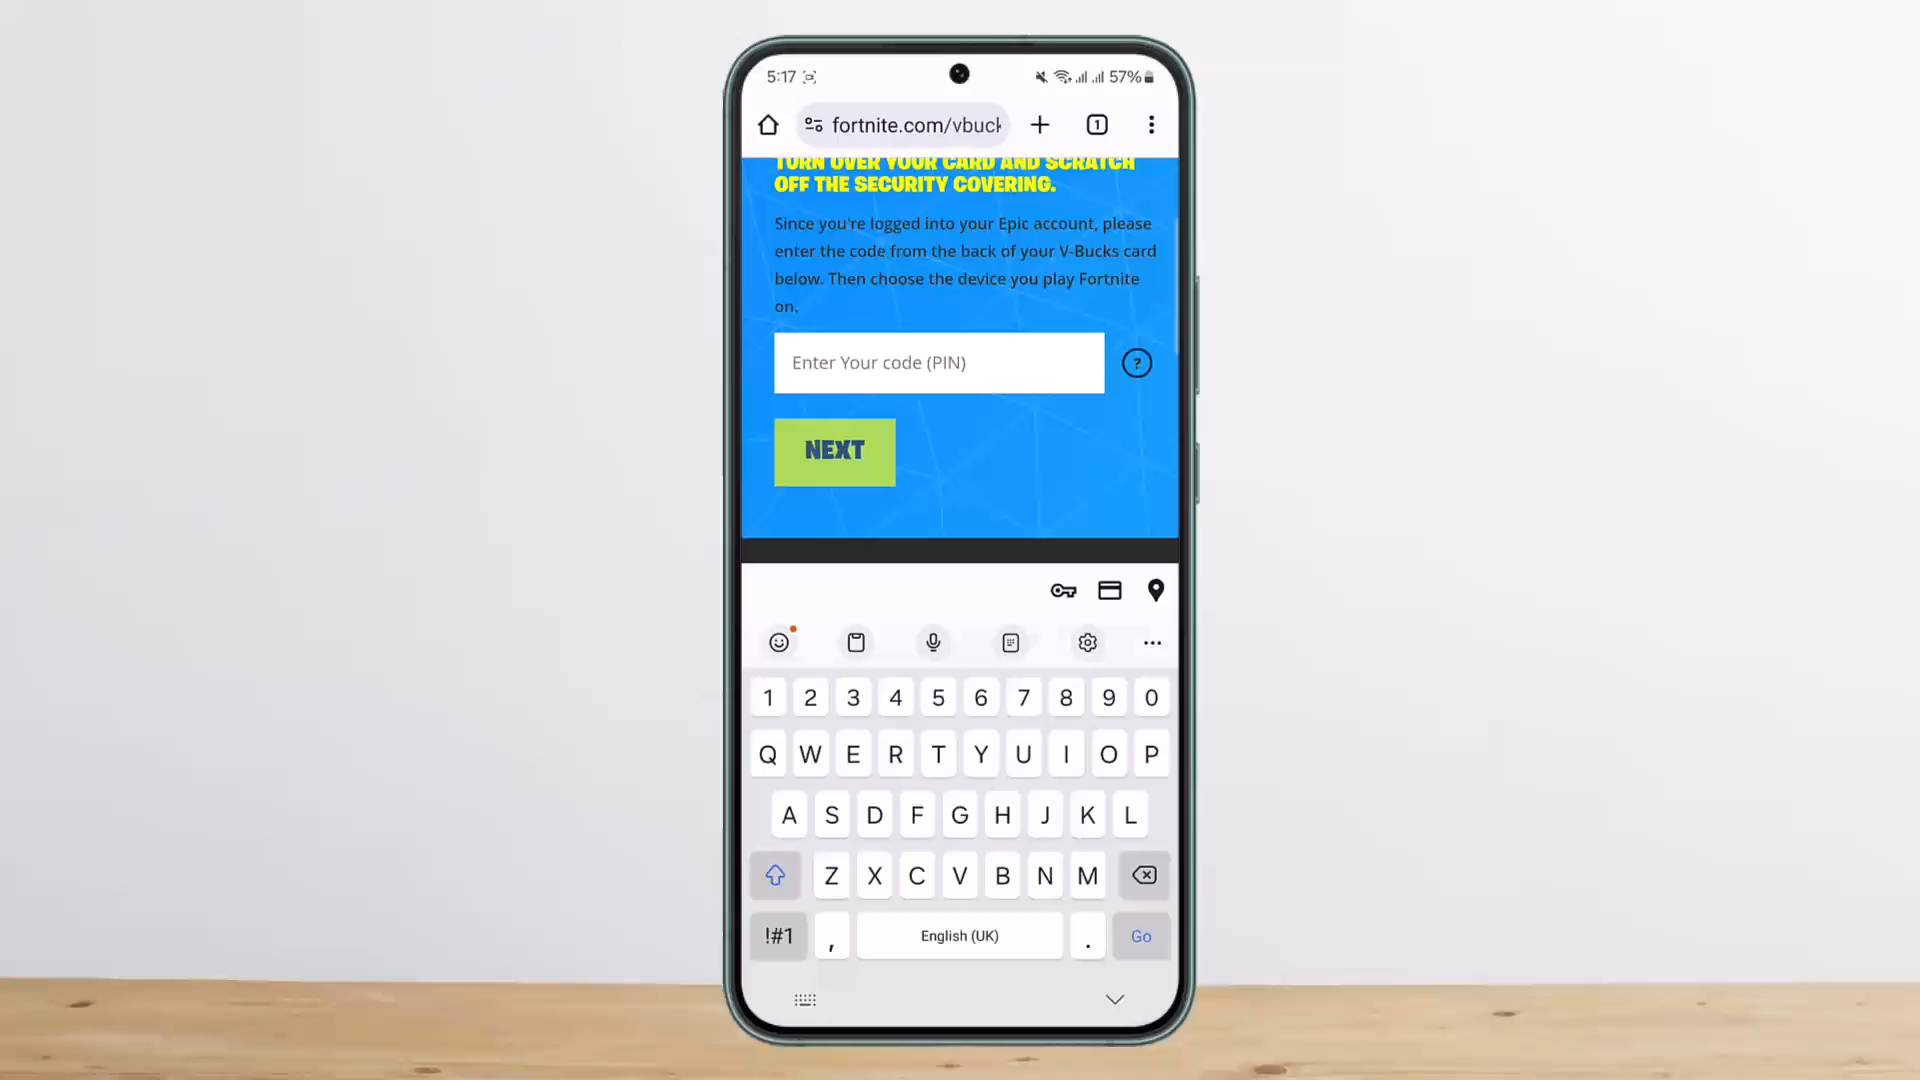 5:17
57%
fortnite.com/vbuck
1
TURN OVER YOUR CARD AND SCRATCH
OFF THE SECURITY COVERING.
Since you're logged into your Epic account, please
enter the code from the back of your V-Bucks card
below. Then choose the device you play Fortnite
on.
Enter Your code (PIN)
?
NEXT
1 2 3 4 5 6 7 8 9 0
Q W E R T Y U I O P
A S D F G H J K L
Z X C V B N M
!#1 , English (UK) . Go